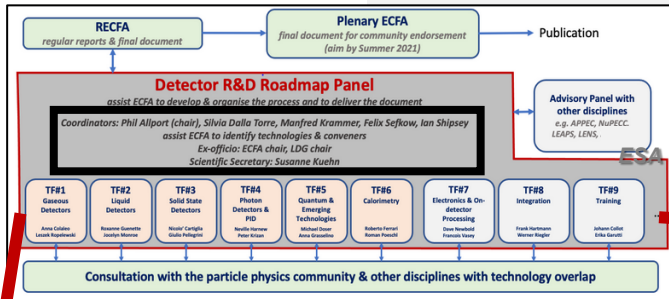 RECFA
regular reports & final document
Plenary ECFA
final document for community endorsement
(aim by Summer 2021)
Publication
Detector R&D Roadmap Panel
assist ECFA to develop & organise the process and to deliver the document
Coordinators: Phil Allport (chair), Silvia Dalla Torre, Manfred Krammer, Felix Sefkow, Ian Shipsey
assist ECFA to identify technologies & conveners
Ex-officio: ECFA chair, LDG chair
Scientific Secretary: Susanne Kuehn
Advisory Panel with
other disciplines
e.g. APPEC, NuPECC,
LEAPS, LENS,
ESA
TF#1
Gaseous
Detectors
Anna Colaleo
Leszek Ropelewski
TF#2
Liquid
Detectors
Roxanne Guenette
Jocelyn Monroe
TF#3
Solid State
Detectors
Nicolo' Cartiglia
Giulio Pellegrini
TF#4
Photon
Detectors &
PID
Neville Harnew
Peter Krizan
TF#5
Quantum &
Emerging
Technologies
Michael Doser
Anna Grasselino
TF#6
Calorimetry
Roberto Ferrari
Roman Poeschl
TF#7
Electronics & On-
detector
Processing
Dave Newbold
Francois Vasey
TF#8
Integration
Frank Hartmann
Werner Riegler
TF#9
Training
Johann Collot
Erika Garutti
...
Consultation with the particle physics community & other disciplines with technology overlap